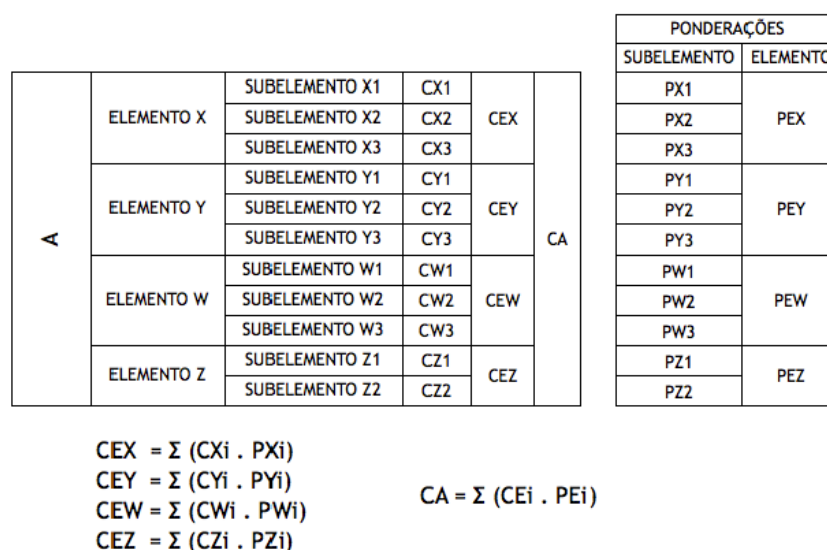 PONDERAÇÕES
SUBELEMENTO ELEMENTO
A
ELEMENTO X
SUBELEMENTO X1 CX1
SUBELEMENTO X2 CX2
SUBELEMENTO X3 CX3
CEX
PX1
PX2
PX3
PEX
ELEMENTO Y
SUBELEMENTO Y1 CY1
SUBELEMENTO Y2 CY2
SUBELEMENTO Y3 CY3
CEY
CA
PY1
PY2
PY3
PEY
ELEMENTO W
SUBELEMENTO W1 CW1
SUBELEMENTO W2 CW2
SUBELEMENTO W3 CW3
CEW
PW1
PW2
PW3
PEW
ELEMENTO Z
SUBELEMENTO Z1 CZ1
SUBELEMENTO Z2 CZ2
CEZ
PZ1
PZ2
PEZ
CEX = Σ (CXi . PXi)
CEY = Σ (CYi . PYi)
CEW = Σ (CWi . PWi)
CEZ = Σ (CZi . PZi)
CA = Σ (CEi . PEi)